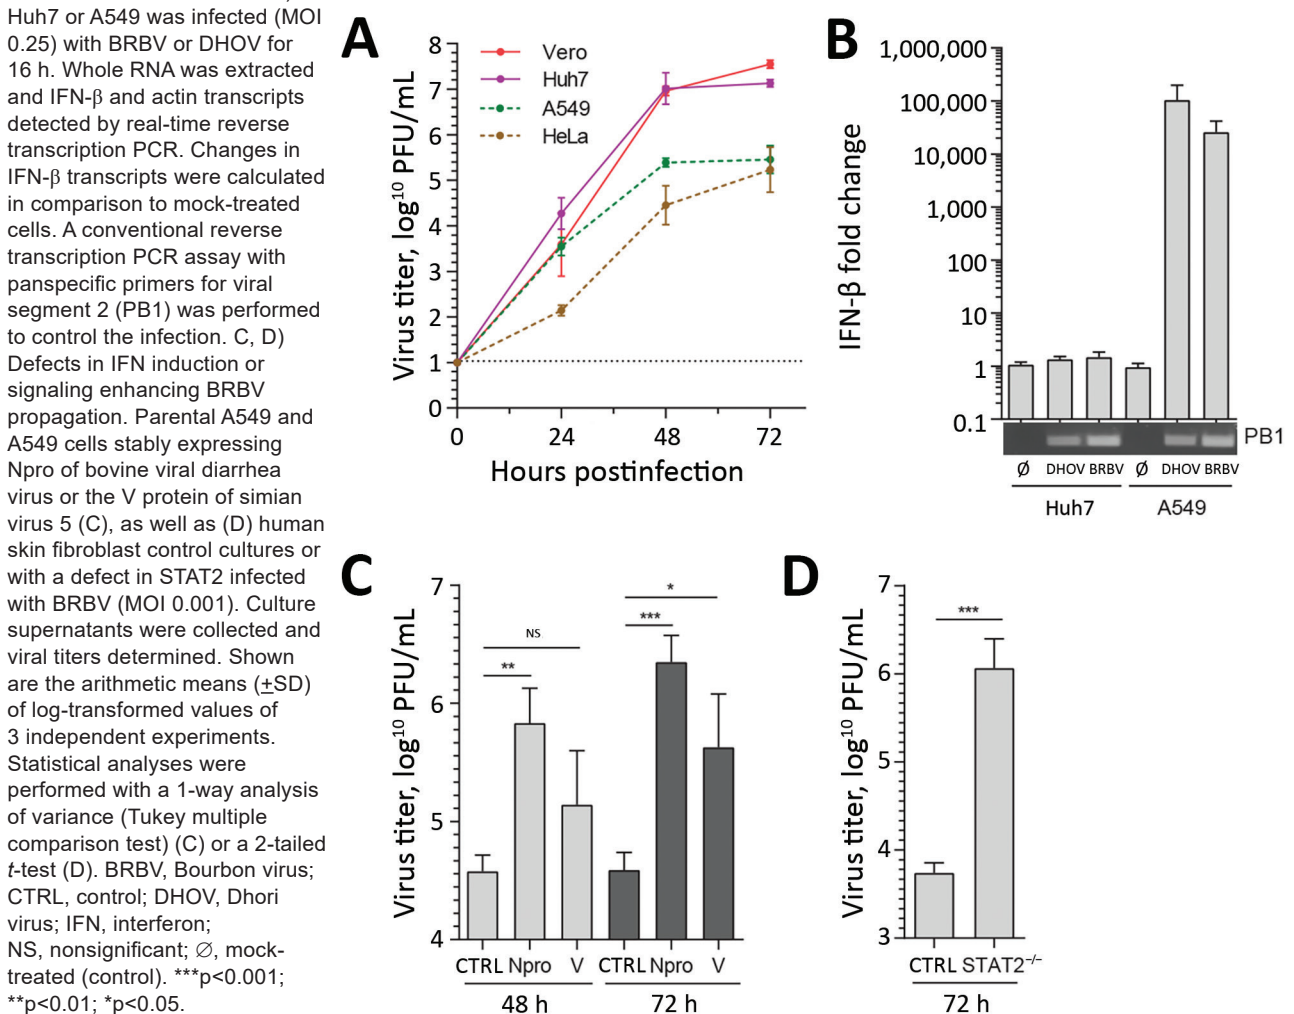 Huh7 or A549 was infected (MOI
0.25) with BRBV or DHOV for
16 h. Whole RNA was extracted
and IFN-β and actin transcripts
detected by real-time reverse
transcription PCR. Changes in
IFN-β transcripts were calculated
in comparison to mock-treated
cells. A conventional reverse
transcription PCR assay with
panspecific primers for viral
segment 2 (PB1) was performed
to control the infection. C, D)
Defects in IFN induction or
signaling enhancing BRBV
propagation. Parental A549 and
A549 cells stably expressing
Npro of bovine viral diarrhea
virus or the V protein of simian
virus 5 (C), as well as (D) human
skin fibroblast control cultures or
with a defect in STAT2 infected
with BRBV (MOI 0.001). Culture
supernatants were collected and
viral titers determined. Shown
are the arithmetic means (±SD)
of log-transformed values of
3 independent experiments.
Statistical analyses were
performed with a 1-way analysis
of variance (Tukey multiple
comparison test) (C) or a 2-tailed
t-test (D). BRBV, Bourbon virus;
CTRL, control; DHOV, Dhori
virus; IFN, interferon;
NS, nonsignificant; ∅, mock-
treated (control). ***p<0.001;
**p<0.01; *p<0.05.
A
Virus titer, log¹⁰ PFU/mL
8
7
6
5
4
3
2
1
0
Vero
Huh7
A549
HeLa
0 24 48 72
Hours postinfection
B
IFN-β fold change
1,000,000
100,000
10,000
1,000
100
10
1
0.1
PB1
Ø DHOV BRBV Ø DHOV BRBV
Huh7 A549
C
Virus titer, log¹⁰ PFU/mL
7
6
5
4
NS
**
*
***
CTRL Npro V CTRL Npro V
48 h 72 h
D
Virus titer, log¹⁰ PFU/mL
7
6
5
4
3
***
CTRL STAT2⁻/⁻
72 h